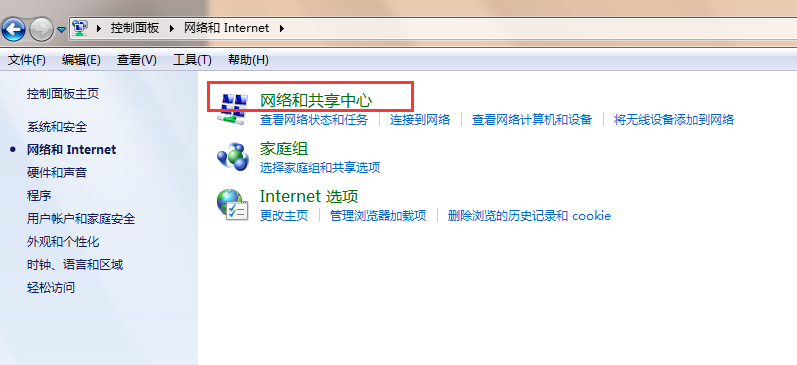 控制面板 网络和 Internet
文件(F) 编辑(E) 查看(V) 工具(T) 帮助(H)
控制面板主页
系统和安全
网络和 Internet
硬件和声音
程序
用户帐户和家庭安全
外观和个性化
时钟、语言和区域
轻松访问
网络和共享中心
查看网络状态和任务 连接到网络 查看网络计算机和设备 将无线设备添加到网络
家庭组
选择家庭组和共享选项
Internet 选项
更改主页 管理浏览器加载项 删除浏览的历史记录和 cookie